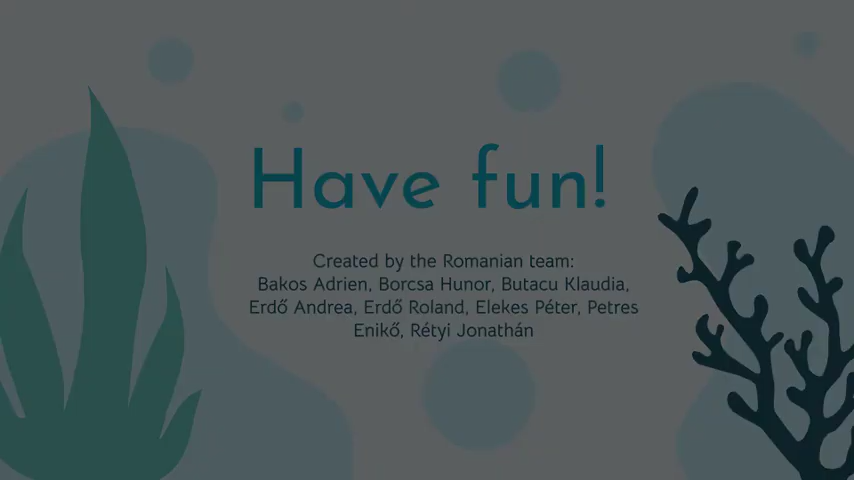 Have fun!
Created by the Romanian team:
Bakos Adrien, Borcsa Hunor, Butacu Klaudia,
Erdő Andrea, Erdő Roland, Elekes Péter, Petres
Enikő, Rétyi Jonathán